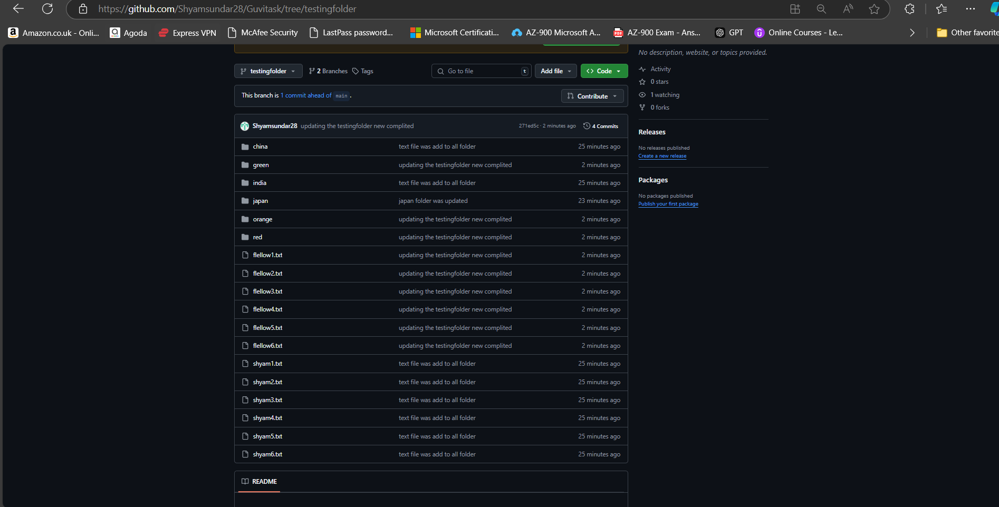 https://github.com/Shyamsundar28/Guvitask/tree/testingfolder
Amazon.co.uk - Onli... Agoda Express VPN McAfee Security LastPass password... Microsoft Certificati... AZ-900 Microsoft A... AZ-900 Exam - Ans... GPT Online Courses - Le... Other favorite
No description, website, or topics provided.
testingfolder 2 Branches Tags Go to file t Add file Code
Activity
0 stars
1 watching
0 forks
This branch is 1 commit ahead of main .
Contribute
Shyamsundar28 updating the testingfolder new complited 271ed5c · 2 minutes ago 4 Commits
china text file was add to all folder 25 minutes ago
green updating the testingfolder new complited 2 minutes ago
india text file was add to all folder 25 minutes ago
japan japan folder was updated 23 minutes ago
orange updating the testingfolder new complited 2 minutes ago
red updating the testingfolder new complited 2 minutes ago
flellow1.txt updating the testingfolder new complited 2 minutes ago
flellow2.txt updating the testingfolder new complited 2 minutes ago
flellow3.txt updating the testingfolder new complited 2 minutes ago
flellow4.txt updating the testingfolder new complited 2 minutes ago
flellow5.txt updating the testingfolder new complited 2 minutes ago
flellow6.txt updating the testingfolder new complited 2 minutes ago
shyam1.txt text file was add to all folder 25 minutes ago
shyam2.txt text file was add to all folder 25 minutes ago
shyam3.txt text file was add to all folder 25 minutes ago
shyam4.txt text file was add to all folder 25 minutes ago
shyam5.txt text file was add to all folder 25 minutes ago
shyam6.txt text file was add to all folder 25 minutes ago
README
Releases
No releases published
Create a new release
Packages
No packages published
Publish your first package